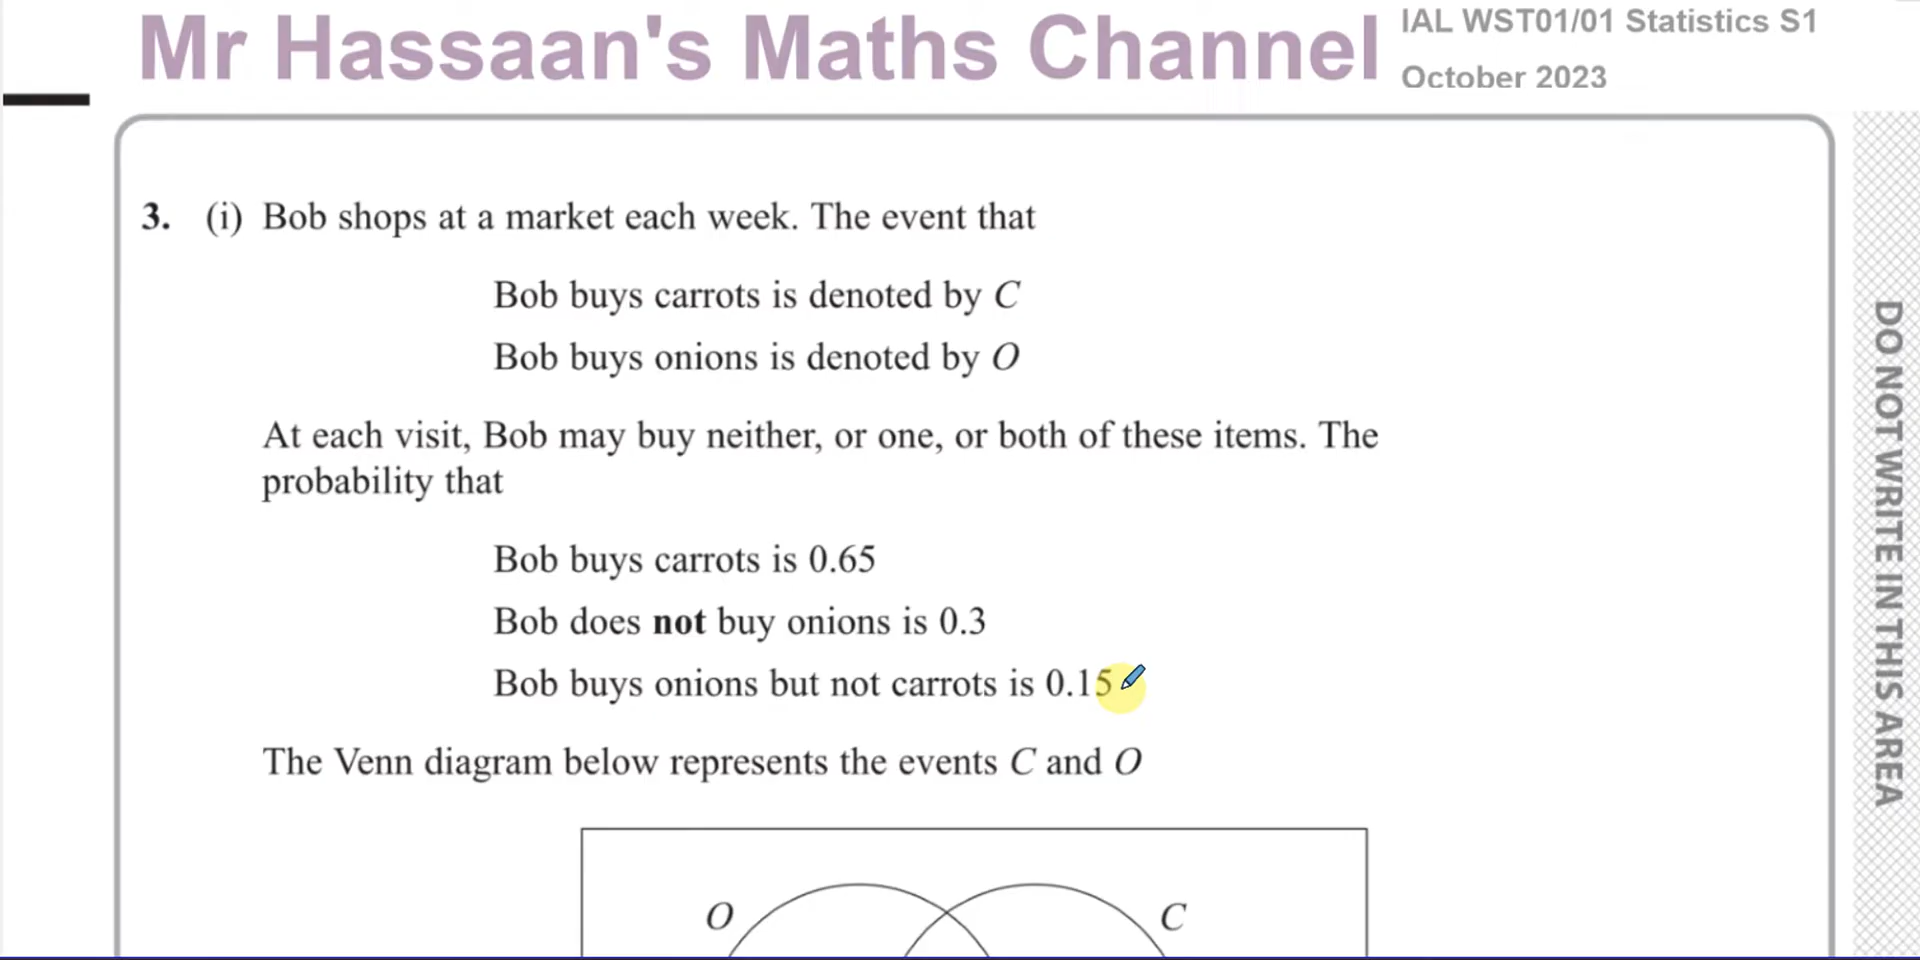 Mr Hassaan's Maths Channel
IAL WST01/01 Statistics S1
October 2023
3. (i) Bob shops at a market each week. The event that
Bob buys carrots is denoted by C
Bob buys onions is denoted by O
At each visit, Bob may buy neither, or one, or both of these items. The
probability that
Bob buys carrots is 0.65
Bob does not buy onions is 0.3
Bob buys onions but not carrots is 0.15
The Venn diagram below represents the events C and O
O
C
DO NOT WRITE IN THIS AREA